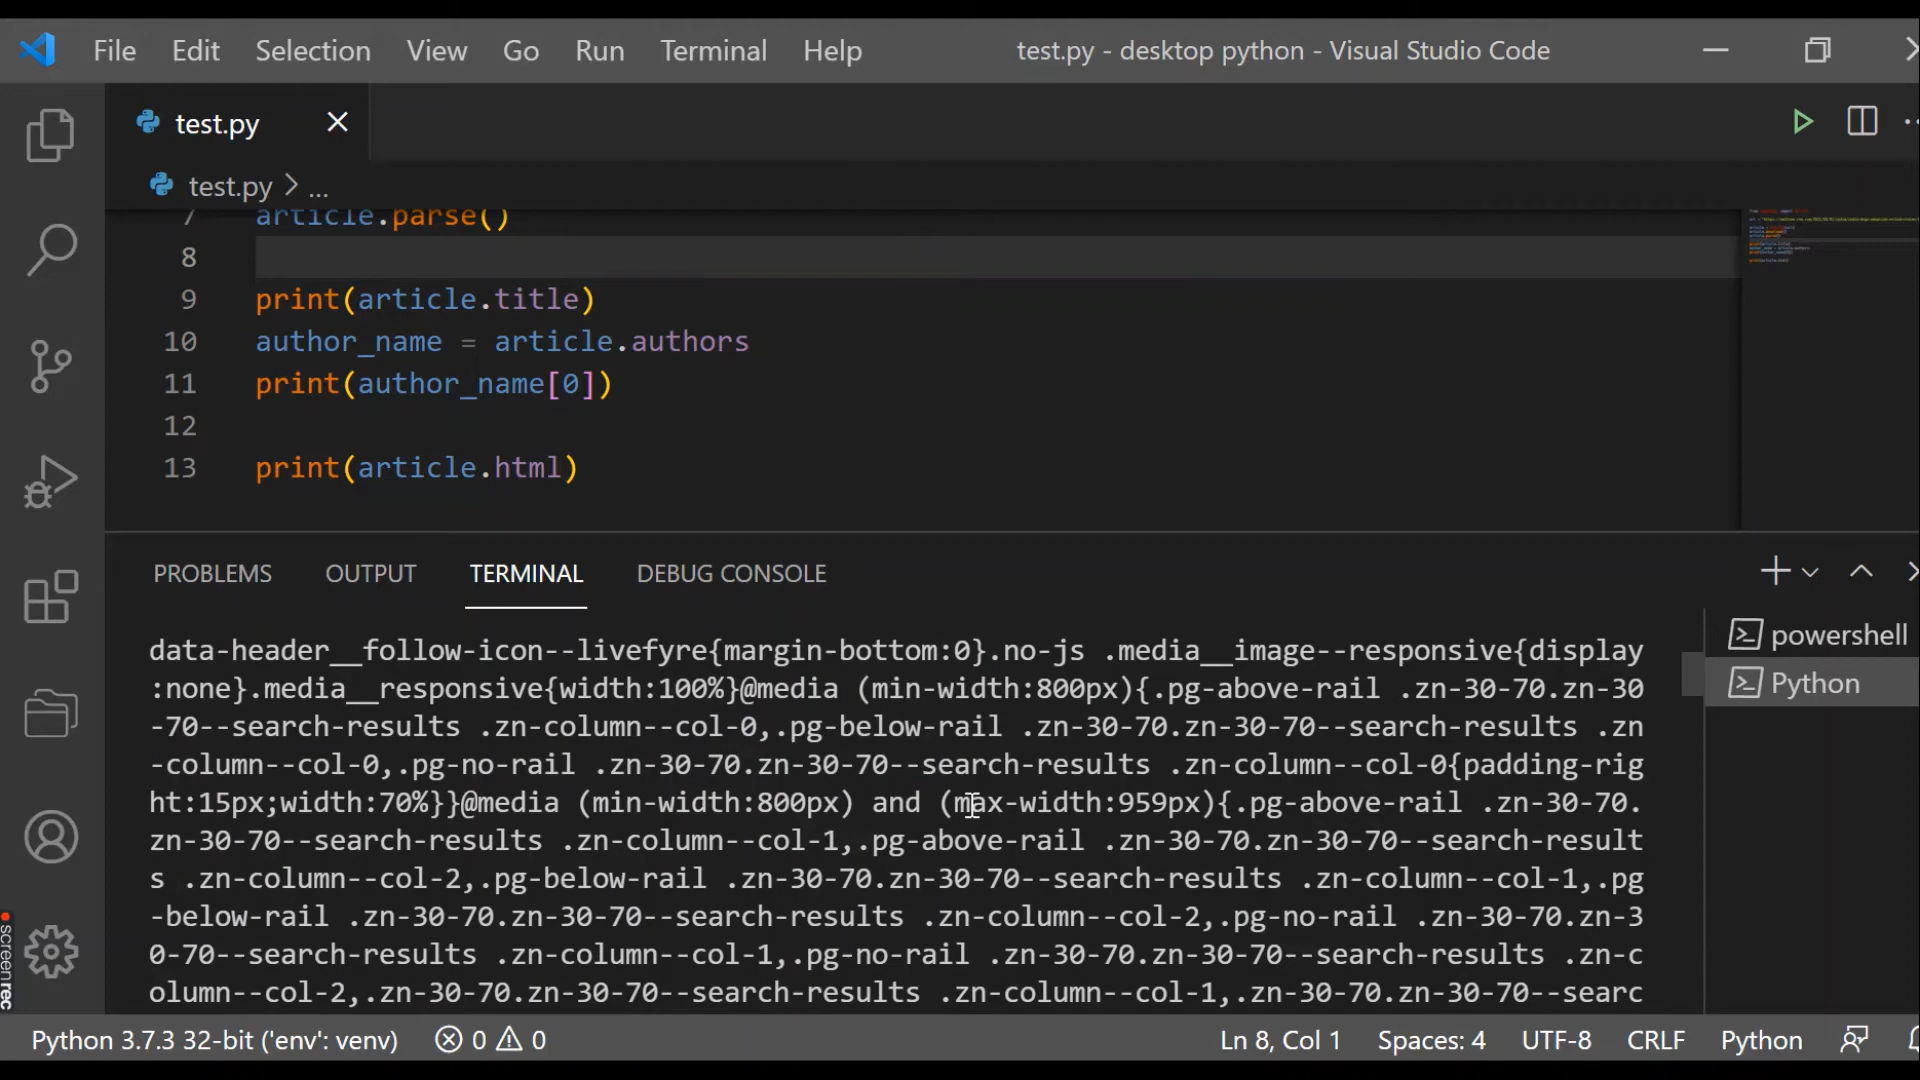 File Edit Selection View Go Run Terminal Help test.py - desktop python - Visual Studio Code
test.py
test.py > ...
7 article.parse()
8
9 print(article.title)
10 author_name = article.authors
11 print(author_name[0])
12
13 print(article.html)
PROBLEMS OUTPUT TERMINAL DEBUG CONSOLE
powershell
Python
data-header__follow-icon--livefyre{margin-bottom:0}.no-js .media__image--responsive{display
:none}.media__responsive{width:100%}@media (min-width:800px){.pg-above-rail .zn-30-70.zn-30
-70--search-results .zn-column--col-0,.pg-below-rail .zn-30-70.zn-30-70--search-results .zn
-column--col-0,.pg-no-rail .zn-30-70.zn-30-70--search-results .zn-column--col-0{padding-rig
ht:15px;width:70%}}@media (min-width:800px) and (max-width:959px){.pg-above-rail .zn-30-70.
zn-30-70--search-results .zn-column--col-1,.pg-above-rail .zn-30-70.zn-30-70--search-result
s .zn-column--col-2,.pg-below-rail .zn-30-70.zn-30-70--search-results .zn-column--col-1,.pg
-below-rail .zn-30-70.zn-30-70--search-results .zn-column--col-2,.pg-no-rail .zn-30-70.zn-3
0-70--search-results .zn-column--col-1,.pg-no-rail .zn-30-70.zn-30-70--search-results .zn-c
olumn--col-2,.zn-30-70.zn-30-70--search-results .zn-column--col-1,.zn-30-70.zn-30-70--searc
screenrec
Python 3.7.3 32-bit ('env': venv) 0 0 Ln 8, Col 1 Spaces: 4 UTF-8 CRLF Python